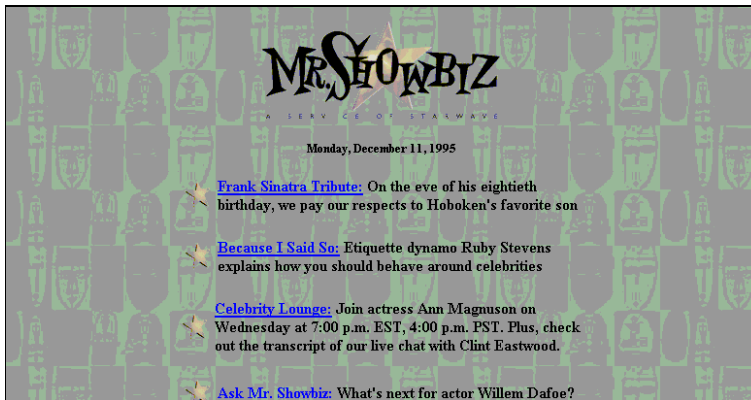 MR. SHOWBIZ
A SERVICE OF STARWAVE
Monday, December 11, 1995
Frank Sinatra Tribute: On the eve of his eightieth
birthday, we pay our respects to Hoboken's favorite son
Because I Said So: Etiquette dynamo Ruby Stevens
explains how you should behave around celebrities
Celebrity Lounge: Join actress Ann Magnuson on
Wednesday at 7:00 p.m. EST, 4:00 p.m. PST. Plus, check
out the transcript of our live chat with Clint Eastwood.
Ask Mr. Showbiz: What's next for actor Willem Dafoe?